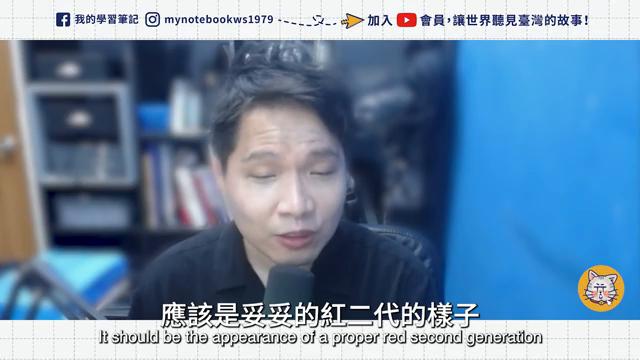 我的學習筆記 mynotebookws1979 加入 會員，讓世界聽見臺灣的故事！
應該是妥妥的紅二代的樣子
It should be the appearance of a proper red second generation